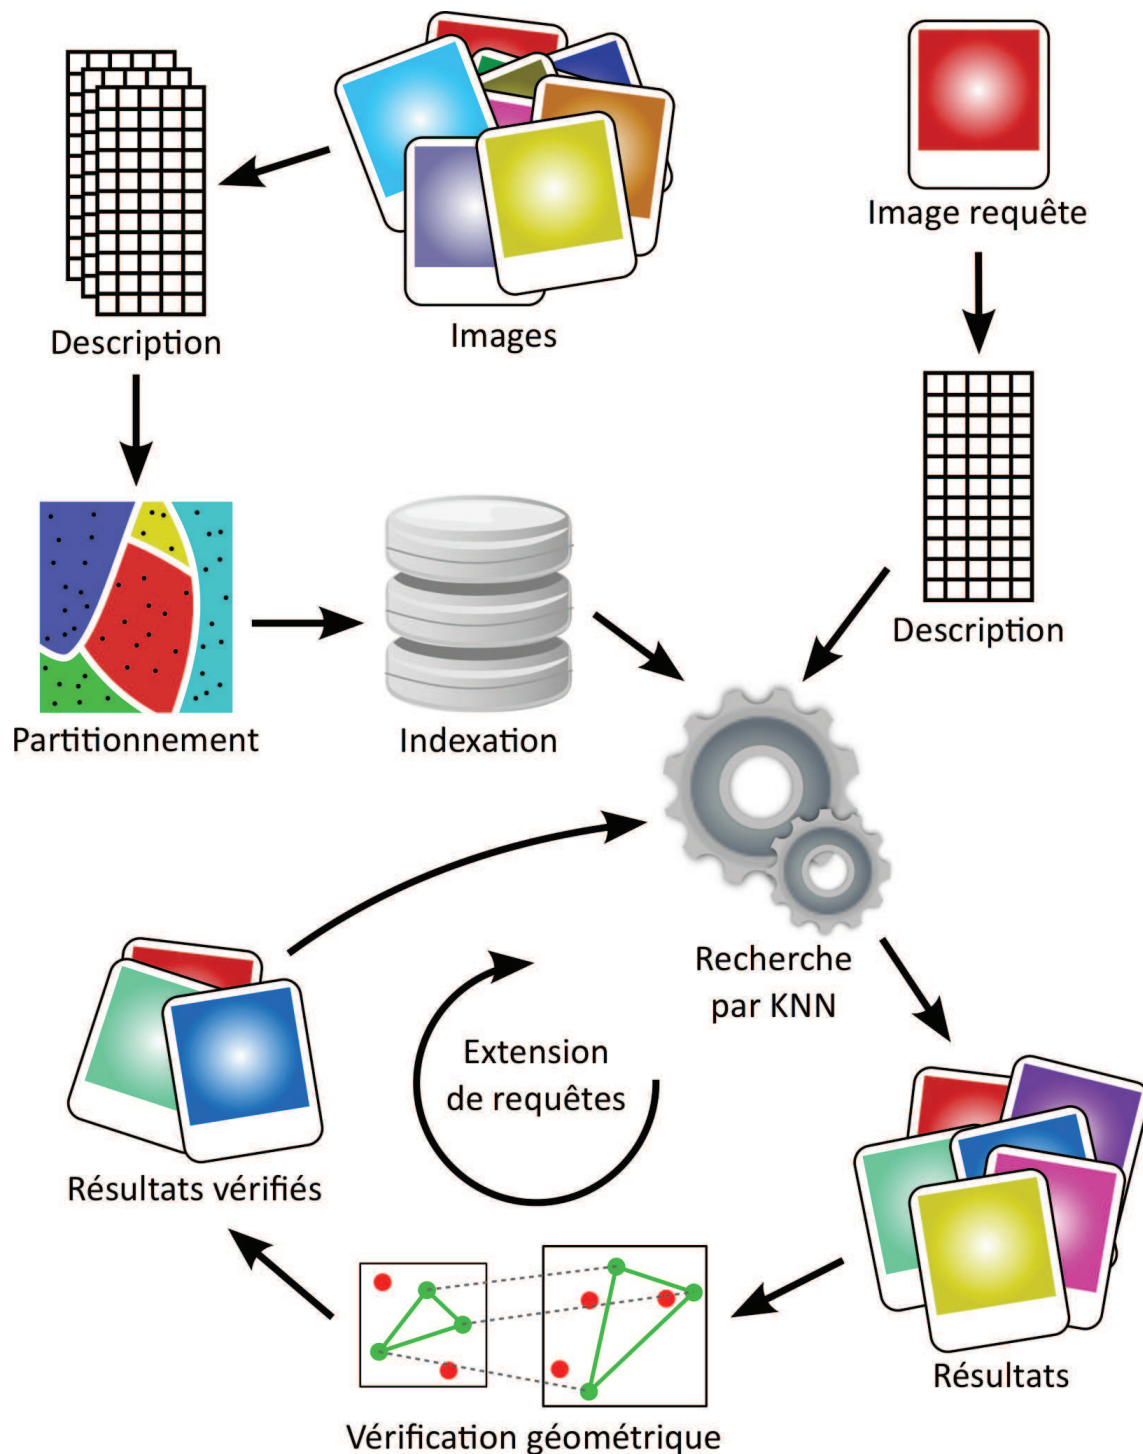 Image requête
Images
Description
Description
Partitionnement
Indexation
Recherche
par KNN
Extension
de requêtes
Résultats vérifiés
Résultats
Vérification géométrique